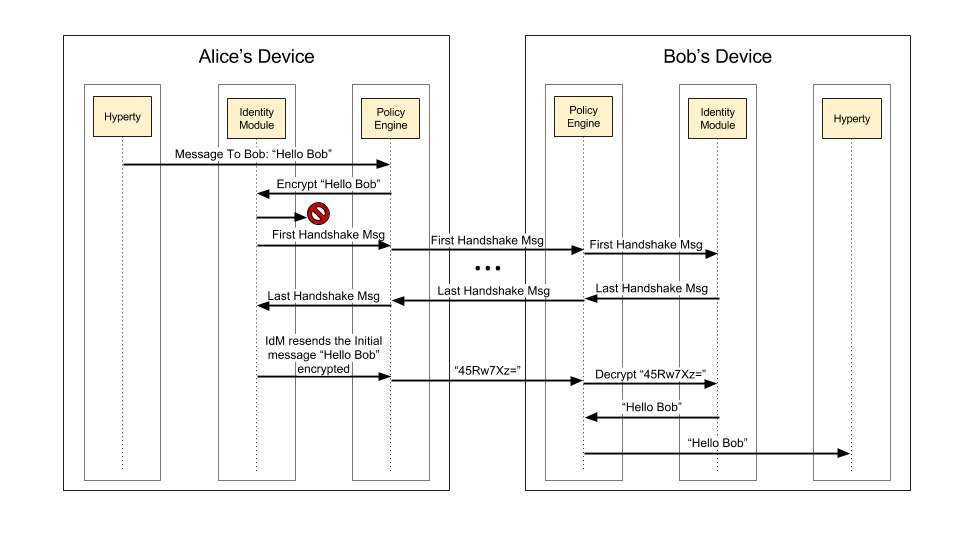 Alice's Device
Bob's Device
Hyperty
Identity
Module
Policy
Engine
Policy
Engine
Identity
Module
Hyperty
Message To Bob: “Hello Bob”
Encrypt “Hello Bob”
First Handshake Msg
First Handshake Msg
First Handshake Msg
...
Last Handshake Msg
Last Handshake Msg
Last Handshake Msg
IdM resends the Initial
message “Hello Bob”
encrypted
“45Rw7Xz=”
Decrypt “45Rw7Xz=”
“Hello Bob”
“Hello Bob”